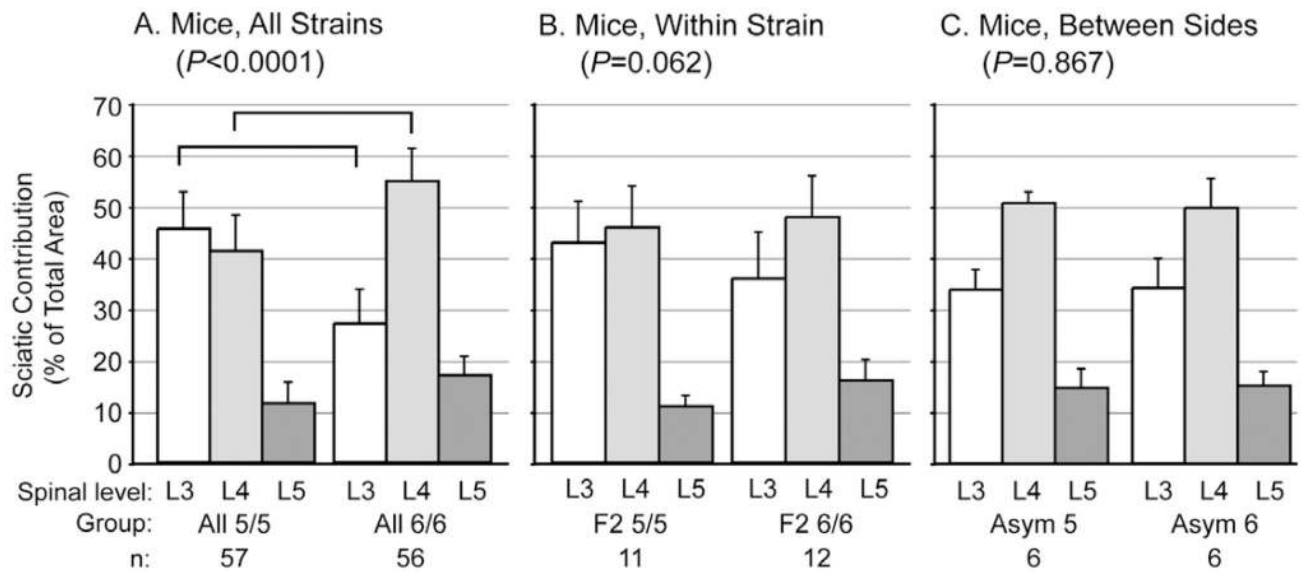 A. Mice, All Strains
(P<0.0001)
B. Mice, Within Strain
(P=0.062)
C. Mice, Between Sides
(P=0.867)
Sciatic Contribution
(% of Total Area)
70
60
50
40
30
20
10
0
Spinal level: L3 L4 L5 L3 L4 L5 L3 L4 L5 L3 L4 L5 L3 L4 L5 L3 L4 L5
Group: All 5/5 All 6/6 F2 5/5 F2 6/6 Asym 5 Asym 6
n: 57 56 11 12 6 6